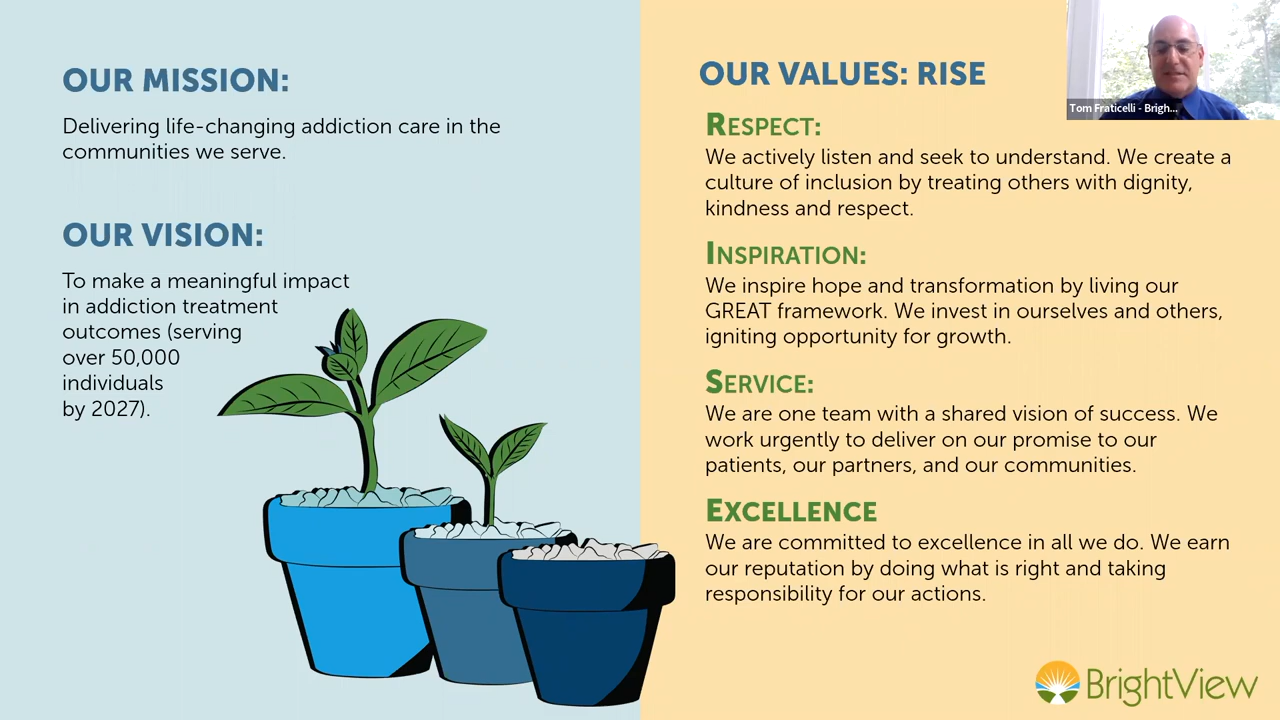 OUR MISSION:
Delivering life-changing addiction care in the
communities we serve.
OUR VISION:
To make a meaningful impact
in addiction treatment
outcomes (serving
over 50,000
individuals
by 2027).
OUR VALUES: RISE
RESPECT:
We actively listen and seek to understand. We create a
culture of inclusion by treating others with dignity,
kindness and respect.
INSPIRATION:
We inspire hope and transformation by living our
GREAT framework. We invest in ourselves and others,
igniting opportunity for growth.
SERVICE:
We are one team with a shared vision of success. We
work urgently to deliver on our promise to our
patients, our partners, and our communities.
EXCELLENCE
We are committed to excellence in all we do. We earn
our reputation by doing what is right and taking
responsibility for our actions.
Tom Fraticelli - Brigh...
BrightView